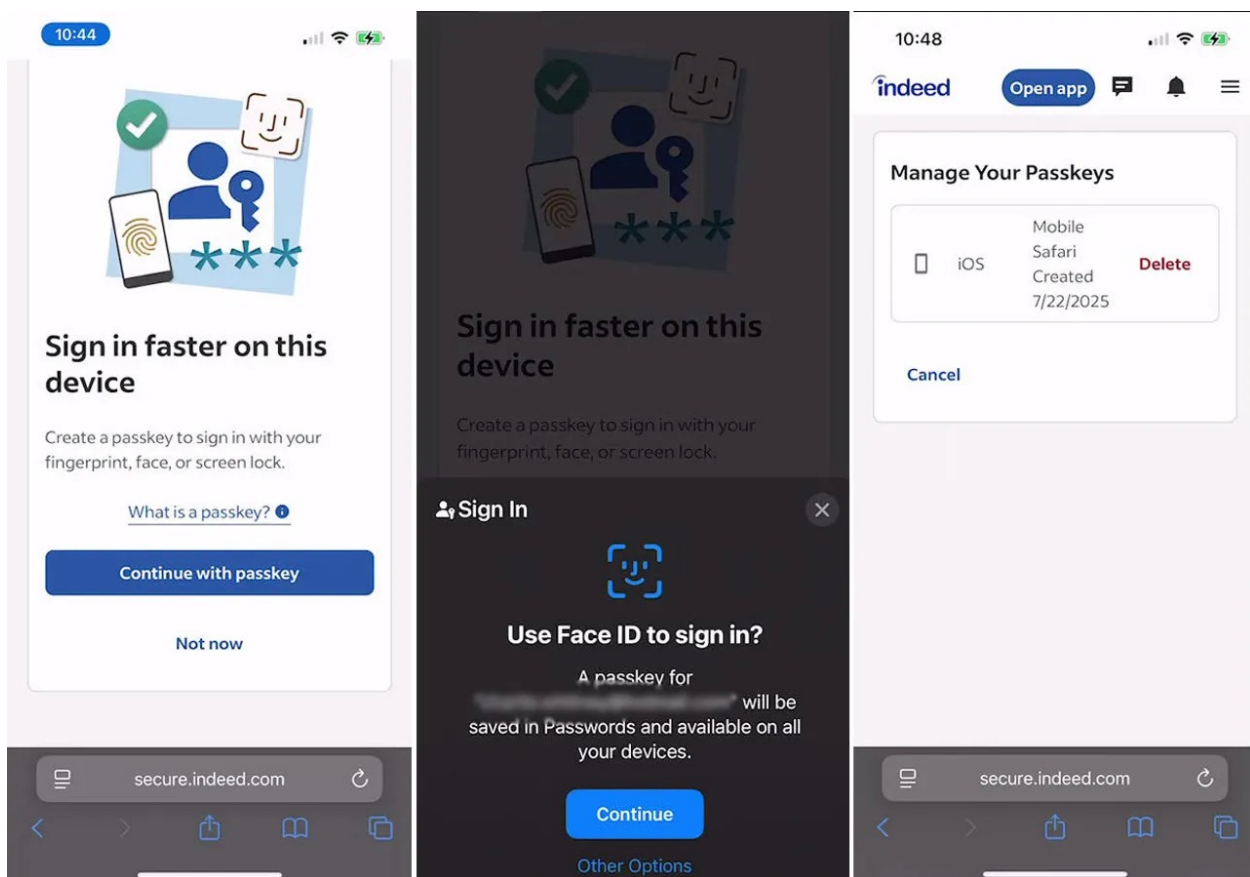 10:44
Sign in faster on this
device
Create a passkey to sign in with your
fingerprint, face, or screen lock.
What is a passkey?
Continue with passkey
Not now
secure.indeed.com
Sign in faster on this
device
Create a passkey to sign in with your
fingerprint, face, or screen lock.
Sign In
Use Face ID to sign in?
A passkey for
will be
saved in Passwords and available on all
your devices.
Continue
Other Options
10:48
indeed
Open app
Manage Your Passkeys
iOS
Mobile
Safari
Created
7/22/2025
Delete
Cancel
secure.indeed.com